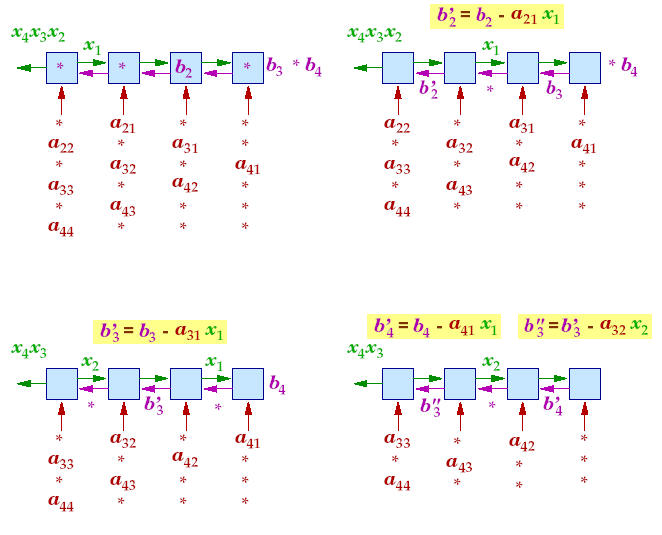 b'₂ = b₂ - a₂₁ x₁
x₄x₃x₂ x₁
* * b₂ * b₃ * b₄
* a₂₁ * *
a₂₂ * a₃₁ *
* a₃₂ * a₄₁
a₃₃ * a₄₂ *
* a₄₃ * *
a₄₄ * * *
x₄x₃x₂ x₁
* b₄
b'₂ * b₃
a₂₂ * a₃₁ *
* a₃₂ * a₄₁
a₃₃ * a₄₂ *
* a₄₃ * *
a₄₄ * * *
b'₃ = b₃ - a₃₁ x₁
x₄x₃ x₂ x₁
b₄
* b'₃ *
* a₃₂ * a₄₁
a₃₃ * a₄₂ *
* a₄₃ * *
a₄₄ * * *
b'₄ = b₄ - a₄₁ x₁ b″₃ = b'₃ - a₃₂ x₂
x₄x₃ x₂
b″₃ * b'₄
a₃₃ * a₄₂ *
* a₄₃ * *
a₄₄ * * *